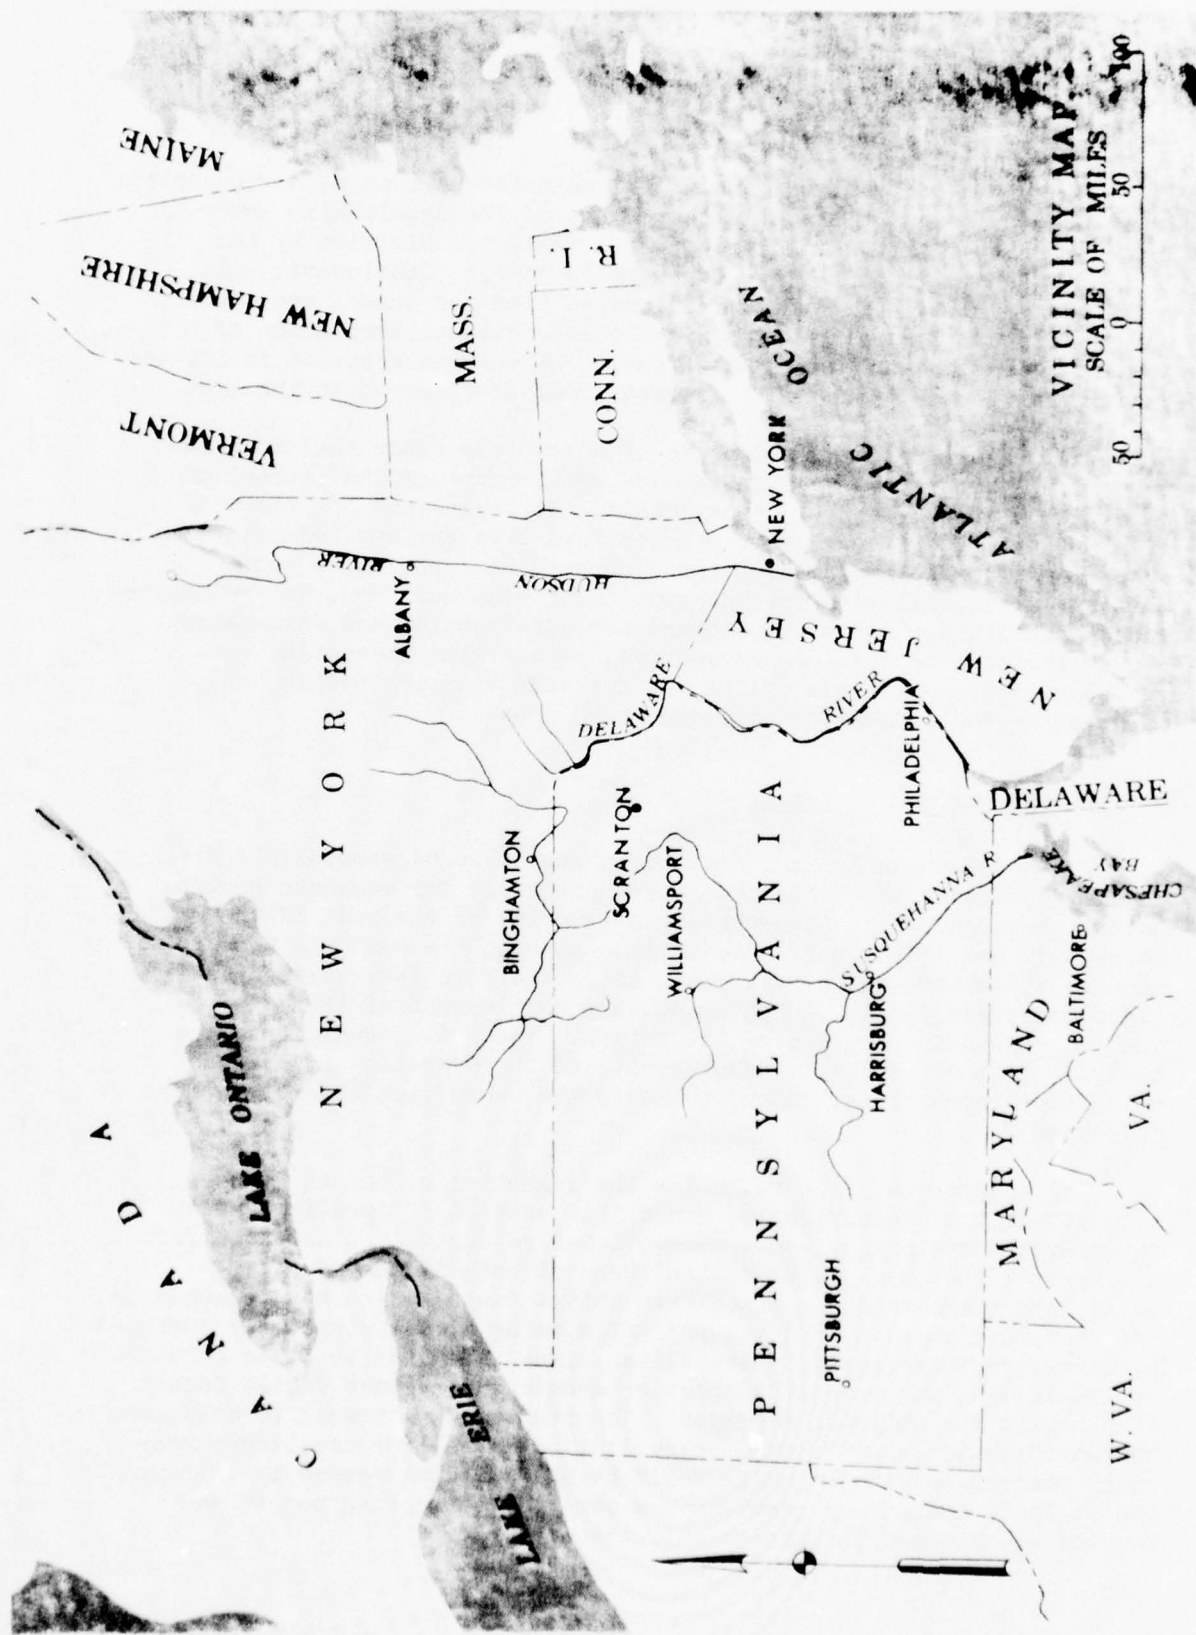 MAINE
NEW HAMPSHIRE
VERMONT
MASS.
R. I.
CONN.
CANADA
LAKE ONTARIO
LAKE ERIE
NEW YORK
HUDSON RIVER
ALBANY
NEW YORK
ATLANTIC OCEAN
BINGHAMTON
SCRANTON
WILLIAMSPORT
DELAWARE RIVER
NEW JERSEY
PENNSYLVANIA
PHILADELPHIA
SUSQUEHANNA R
HARRISBURG
PITTSBURGH
MARYLAND
BALTIMORE
DELAWARE
CHESAPEAKE
BAY
VA.
W. VA.
VICINITY MAP
SCALE OF MILES
50 0 50 100